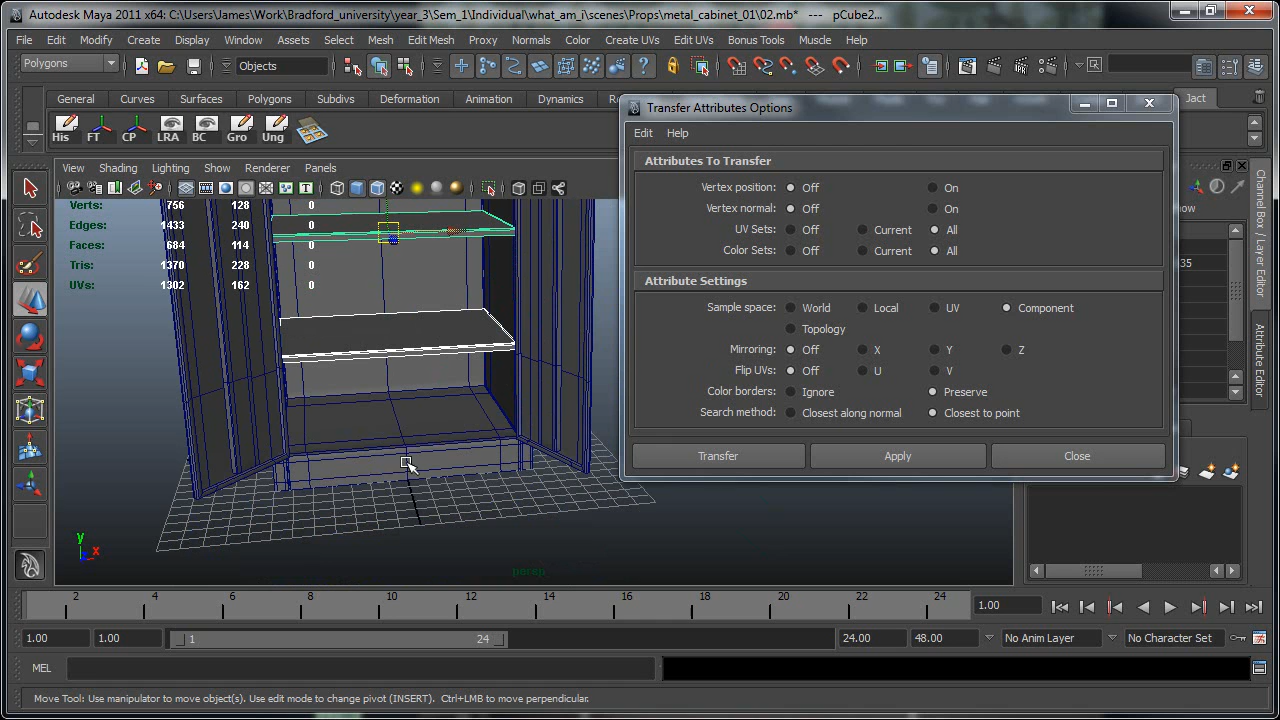 Autodesk Maya 2011 x64: C:\Users\James\Work\Bradford_university\year_3\Sem_1\Individual\what_am_i\scenes\Props\metal_cabinet_01\02.mb* --- pCube2...
File Edit Modify Create Display Window Assets Select Mesh Edit Mesh Proxy Normals Color Create UVs Edit UVs Bonus Tools Muscle Help
Polygons Objects
General Curves Surfaces Polygons Subdivs Deformation Animation Dynamics Jact
His FT CP LRA BC Gro Ung
View Shading Lighting Show Renderer Panels
Verts: 756 128 0
Edges: 1433 240 0
Faces: 684 114 0
Tris: 1370 228 0
UVs: 1302 162 0
y
x
persp
Transfer Attributes Options
Edit Help
Attributes To Transfer
Vertex position: Off On
Vertex normal: Off On
UV Sets: Off Current All
Color Sets: Off Current All
Attribute Settings
Sample space: World Local UV Component
Topology
Mirroring: Off X Y Z
Flip UVs: Off U V
Color borders: Ignore Preserve
Search method: Closest along normal Closest to point
Transfer Apply Close
how
35
Channel Box / Layer Editor
Attribute Editor
2 4 6 8 10 12 14 16 18 20 22 24 1.00
1.00 1.00 1 24 24.00 48.00 No Anim Layer No Character Set
MEL
Move Tool: Use manipulator to move object(s). Use edit mode to change pivot (INSERT). Ctrl+LMB to move perpendicular.